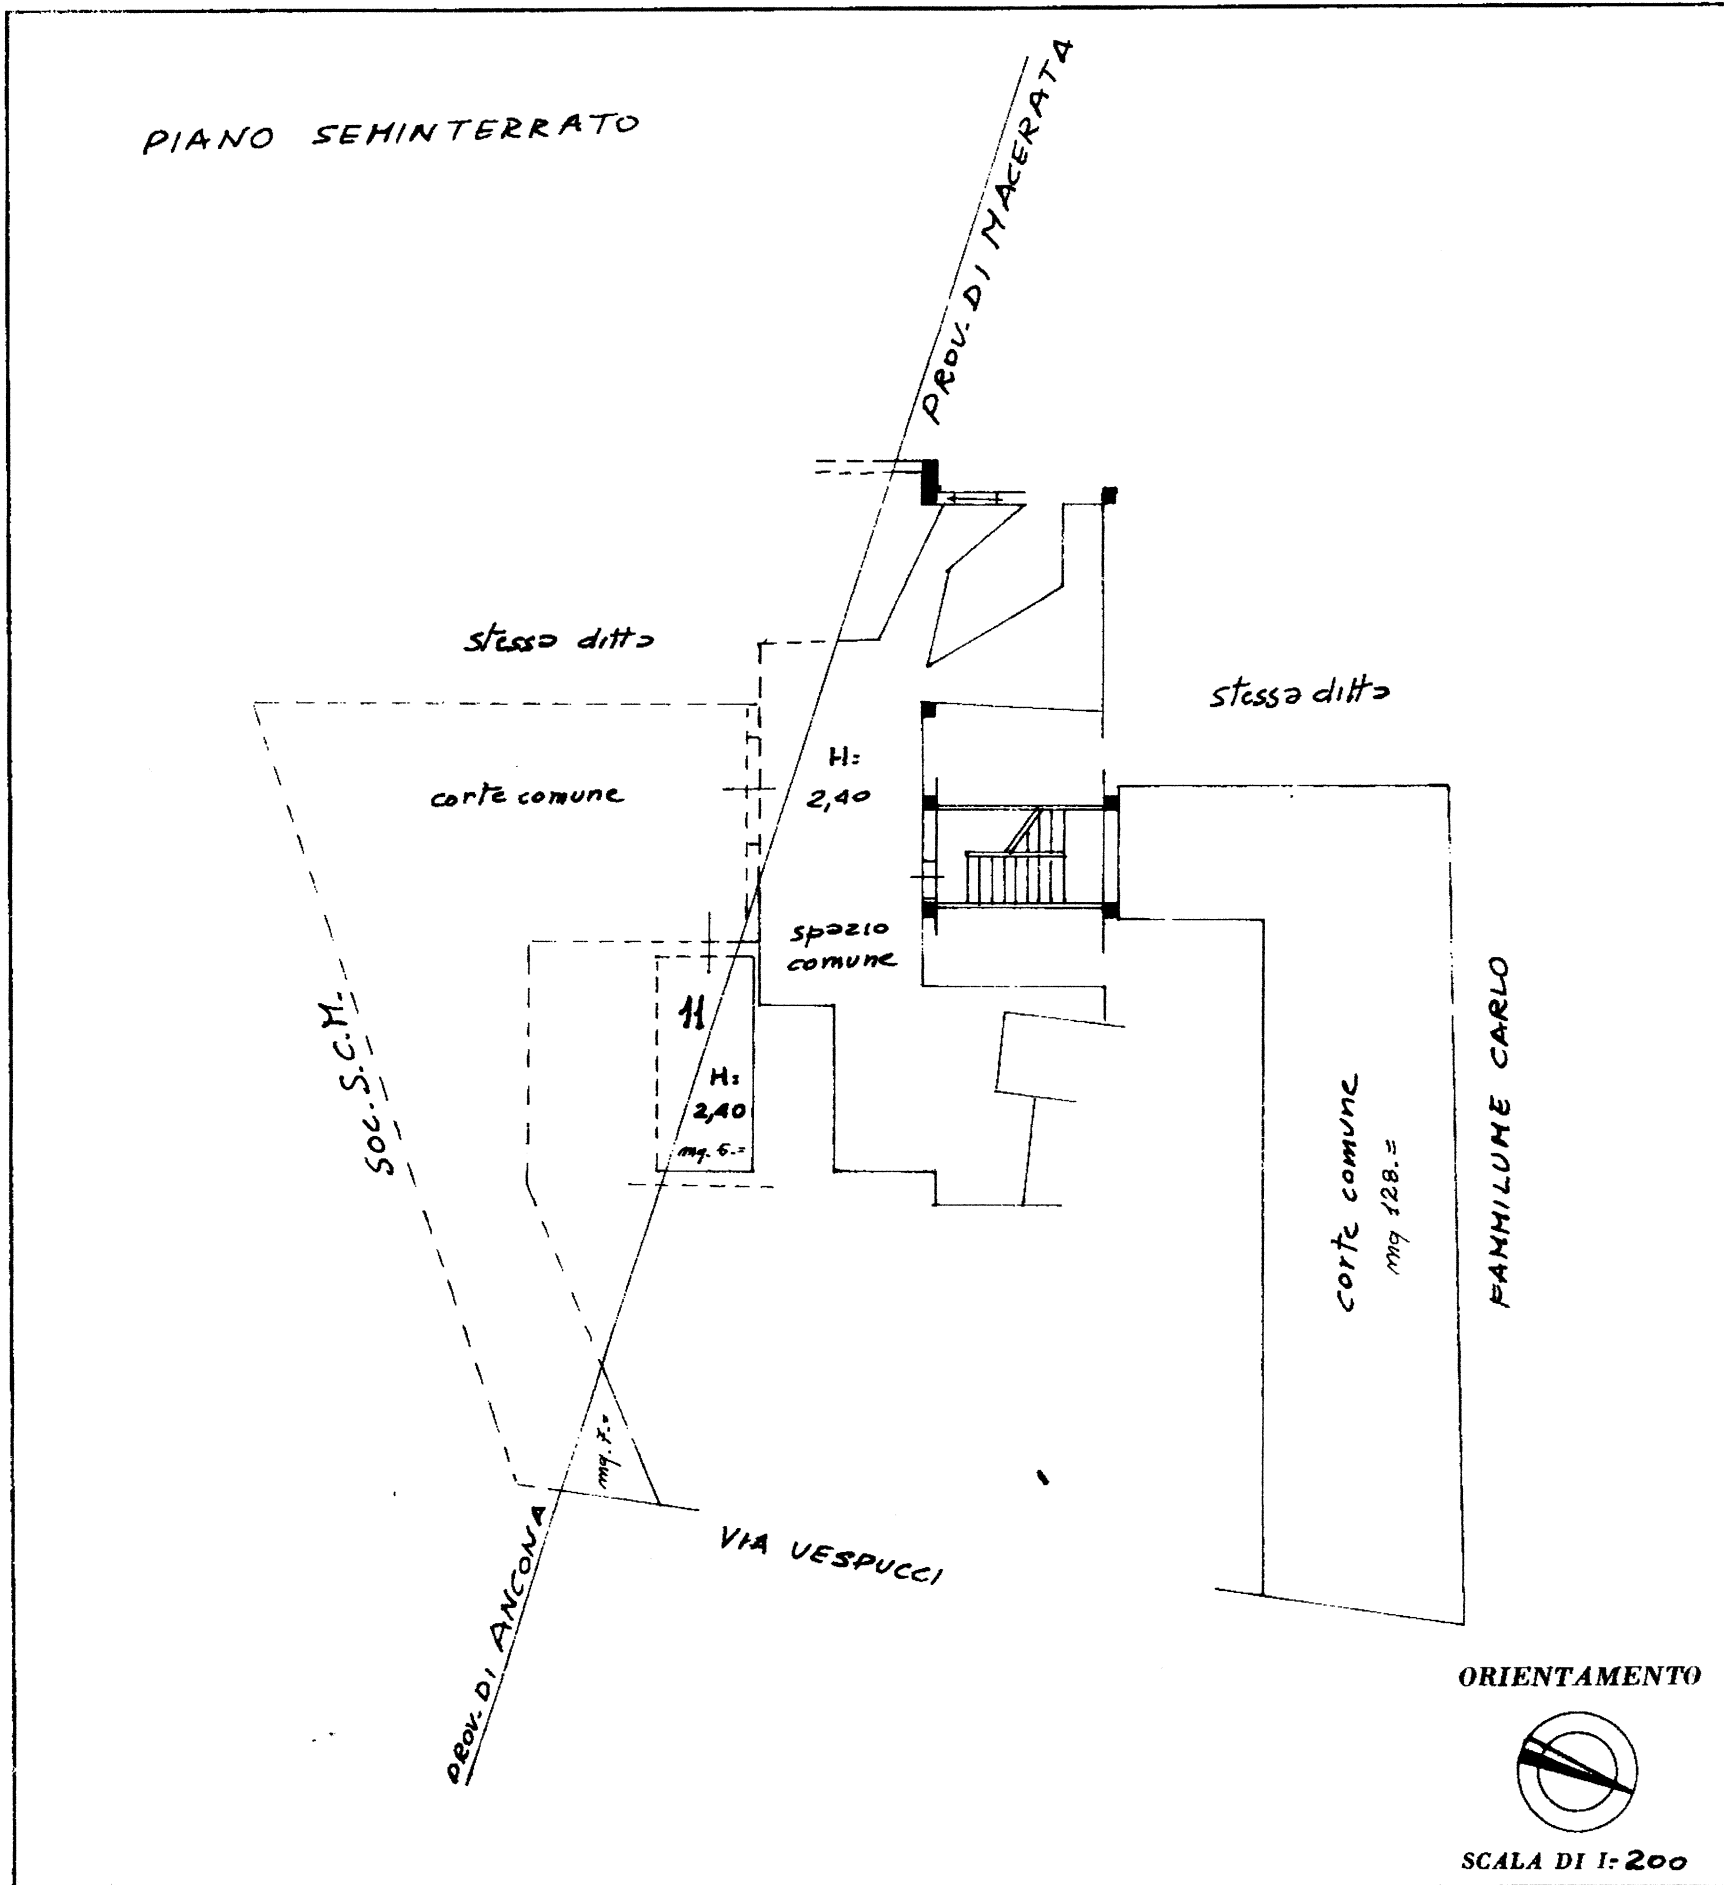 PIANO SEMINTERRATO
PROV. DI MACERATA
stessa ditta
stessa ditta
H=
2,40
corte comune
spazio
comune
11
H=
2,40
mq. 6.=
SOC. S.C.M.
corte comune
mq 128.=
FAMMILUME CARLO
mq. 7.=
VIA VESPUCCI
PROV. DI ANCONA
ORIENTAMENTO
SCALA DI 1: 200